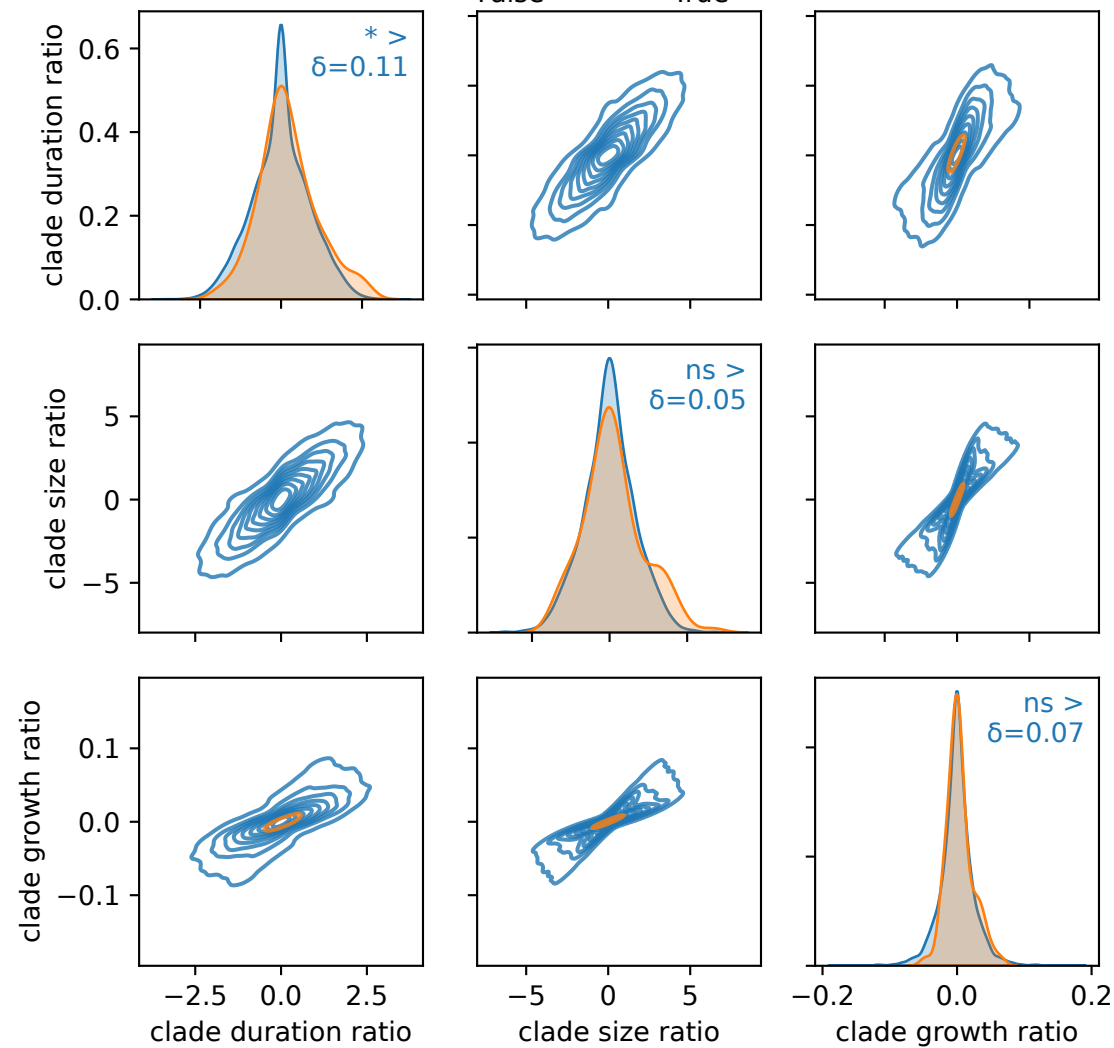 True
0.6
0.4
0.2
0.0
clade duration ratio
* >
δ=0.11
5
0
−5
clade size ratio
ns >
δ=0.05
0.1
0.0
−0.1
clade growth ratio
ns >
δ=0.07
−2.5 0.0 2.5
clade duration ratio
−5 0 5
clade size ratio
−0.2 0.0 0.2
clade growth ratio